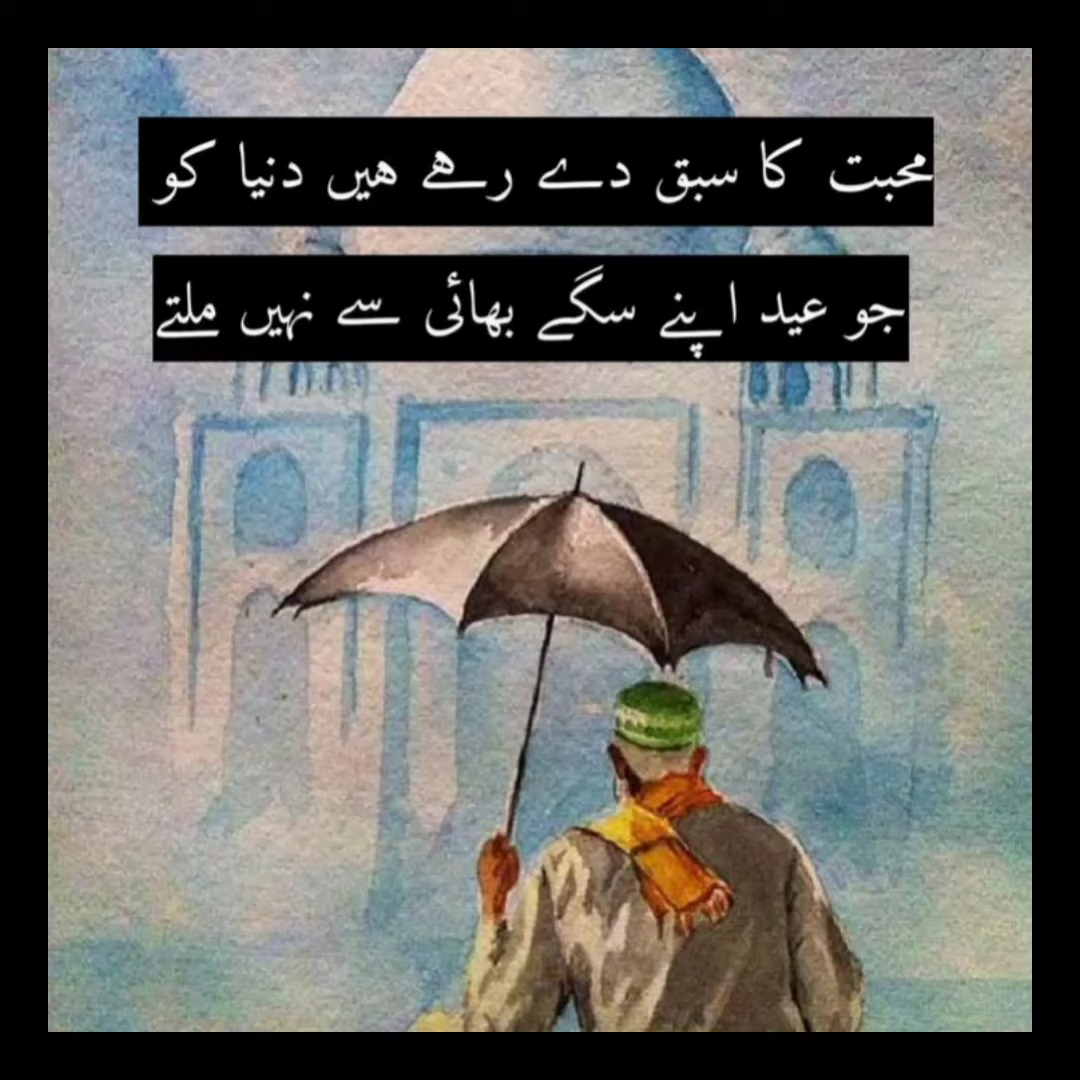 محبت کا سبق دے رہے ہیں دنیا کو
جو عید اپنے سگے بھائی سے نہیں ملتے